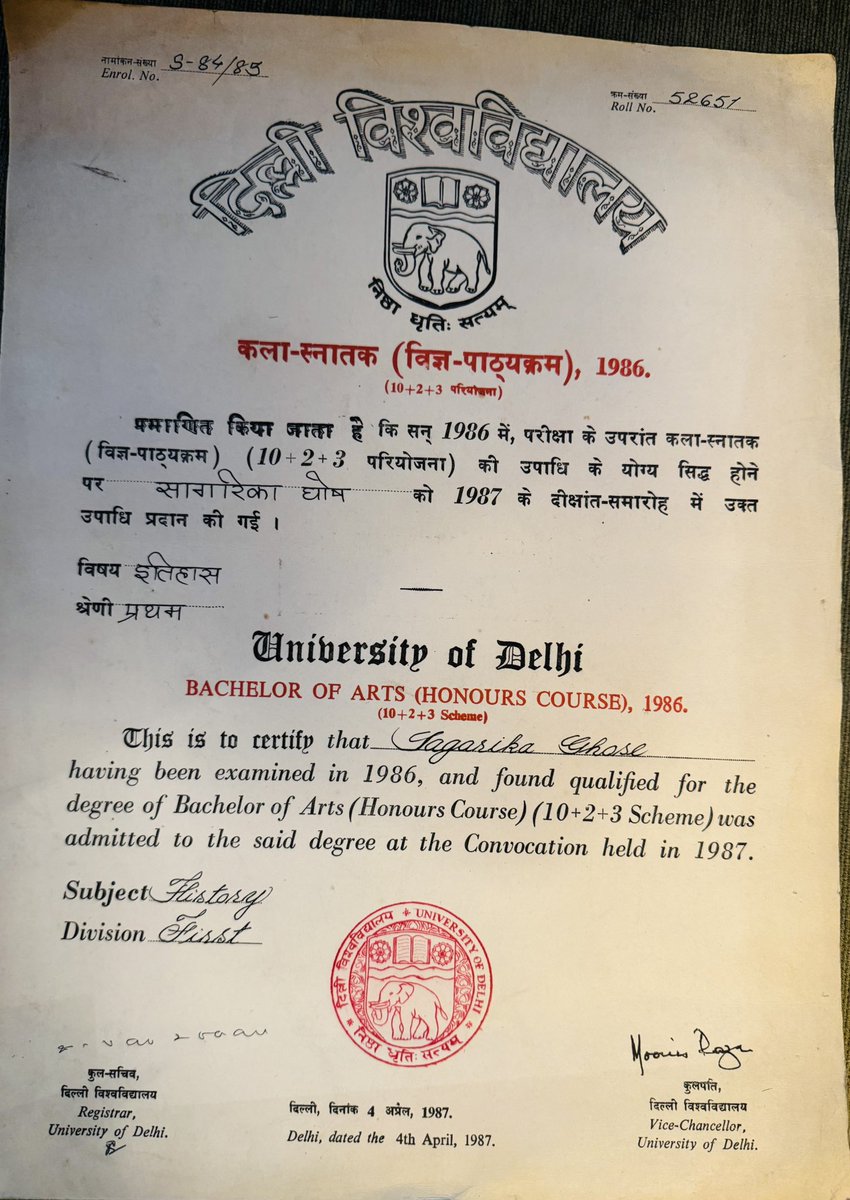 नामांकन-संख्या S-84/85
Enrol. No.
क्रम-संख्या 52651
Roll No.
दिल्ली विश्वविद्यालय
निष्ठा धृतिः सत्यम्
कला-स्नातक (विज्ञ-पाठ्यक्रम), 1986.
(10+2+3 परियोजना)
प्रमाणित किया जाता है कि सन् 1986 में, परीक्षा के उपरांत कला-स्नातक
(विज्ञ-पाठ्यक्रम) (10+2+3 परियोजना) की उपाधि के योग्य सिद्ध होने
पर सागरिका घोष को 1987 के दीक्षांत-समारोह में उक्त
उपाधि प्रदान की गई ।
विषय इतिहास
श्रेणी प्रथम
University of Delhi
BACHELOR OF ARTS (HONOURS COURSE), 1986.
(10+2+3 Scheme)
This is to certify that Sagarika Ghose
having been examined in 1986, and found qualified for the
degree of Bachelor of Arts (Honours Course) (10+2+3 Scheme) was
admitted to the said degree at the Convocation held in 1987.
Subject History
Division First
दिल्ली विश्वविद्यालय * UNIVERSITY OF DELHI *
निष्ठा धृतिः सत्यम्
Moonis Raza
कुल-सचिव,
दिल्ली विश्वविद्यालय
Registrar,
University of Delhi.
दिल्ली, दिनांक 4 अप्रैल, 1987.
Delhi, dated the 4th April, 1987.
कुलपति,
दिल्ली विश्वविद्यालय
Vice-Chancellor,
University of Delhi.